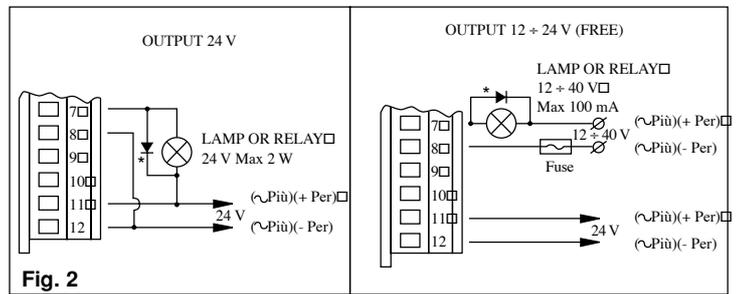 OUTPUT 24 V
7□
8□
9□
10□
11□
12
*
LAMP OR RELAY□
24 V Max 2 W
(∿Più)(+ Per)□
24 V
(∿Più)(- Per)
Fig. 2
OUTPUT 12 ÷ 24 V (FREE)
LAMP OR RELAY□
12 ÷ 40 V□
Max 100 mA
*
7□
8□
9□
10□
11□
12
(∿Più)(+ Per)□
12 ÷ 40 V
(∿Più)(- Per)
Fuse
(∿Più)(+ Per)□
24 V
(∿Più)(- Per)